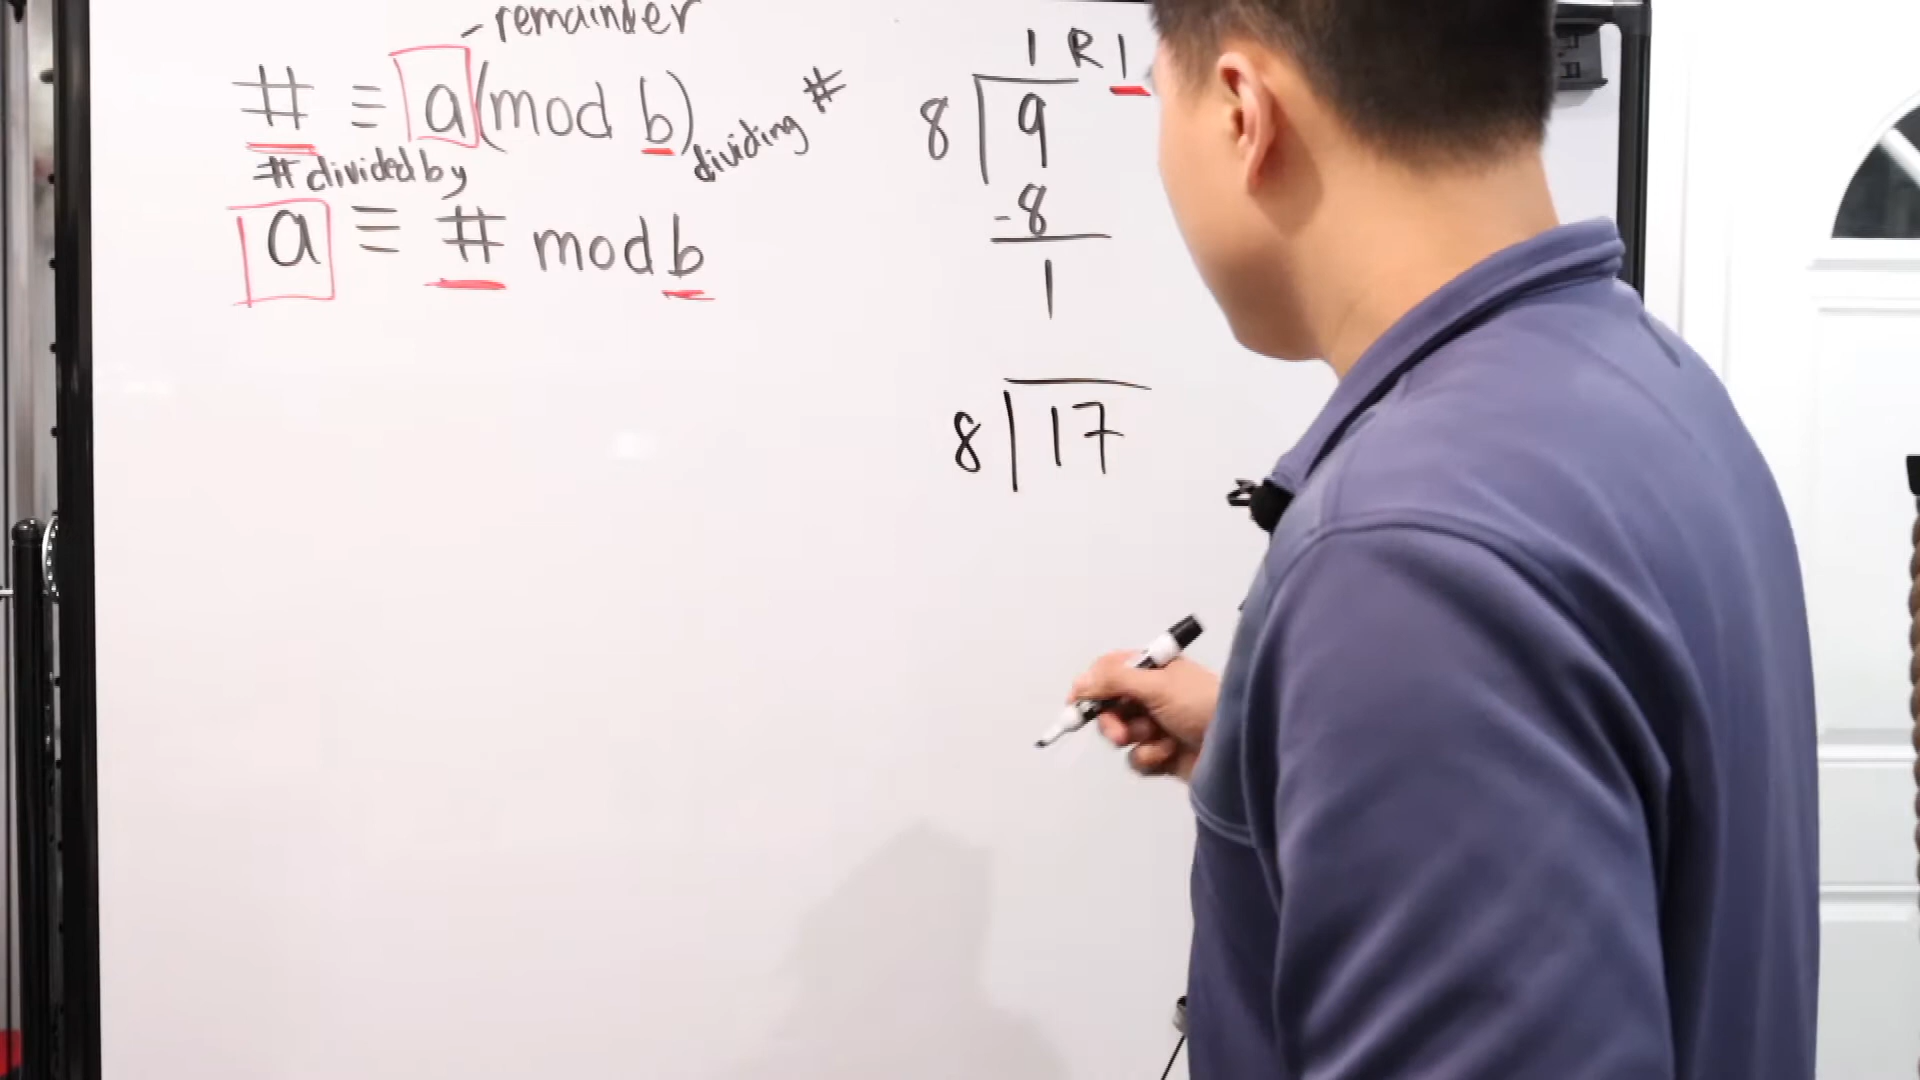 - remainder
# ≡ a (mod b)
# divided by
dividing #
a ≡ # mod b
1 R 1
8 9
-8
1
8 17